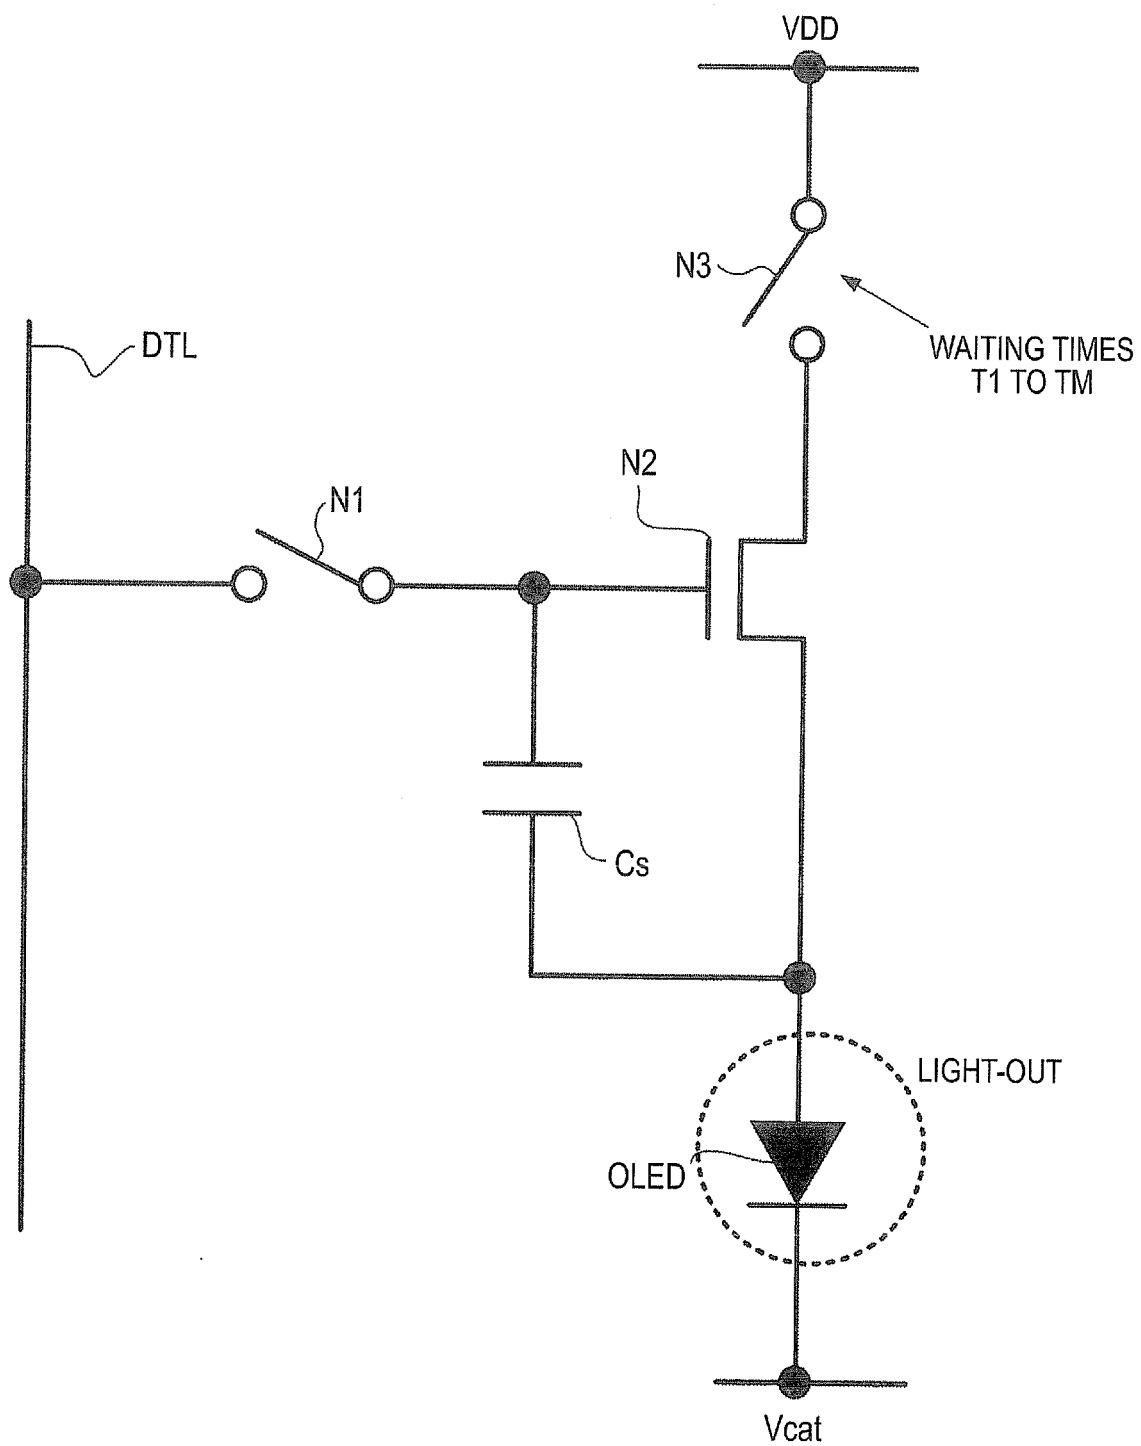 VDD
N3
WAITING TIMES
T1 TO TM
DTL
N2
N1
Cs
LIGHT-OUT
OLED
Vcat